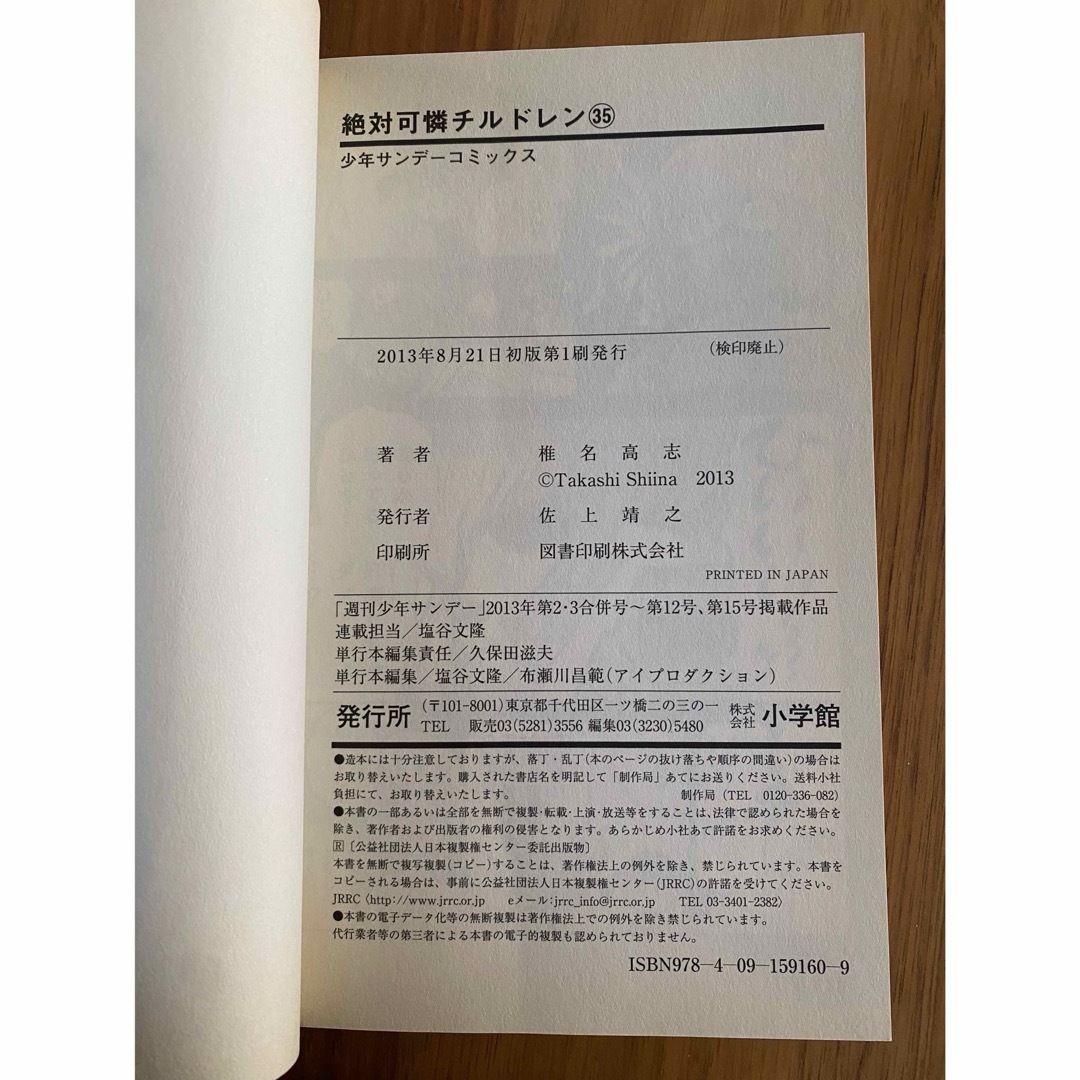 絶対可憐チルドレン㉟
少年サンデーコミックス
2013年8月21日初版第1刷発行 (検印廃止)
著者 椎名高志
©Takashi Shiina 2013
発行者 佐上靖之
印刷所 図書印刷株式会社
PRINTED IN JAPAN
「週刊少年サンデー」2013年第2・3合併号～第12号、第15号掲載作品
連載担当／塩谷文隆
単行本編集責任／久保田滋夫
単行本編集／塩谷文隆／布瀬川昌範(アイプロダクション)
発行所 (〒101-8001)東京都千代田区一ツ橋二の三の一 株式会社 小学館
TEL 販売03(5281)3556 編集03(3230)5480
●造本には十分注意しておりますが、落丁・乱丁(本のページの抜け落ちや順序の間違い)の場合は
お取り替えいたします。購入された書店名を明記して「制作局」あてにお送りください。送料小社
負担にて、お取り替えいたします。 制作局(TEL 0120-336-082)
●本書の一部あるいは全部を無断で複製・転載・上演・放送等をすることは、法律で認められた場合を
除き、著作者および出版者の権利の侵害となります。あらかじめ小社あて許諾をお求めください。
🅁〔公益社団法人日本複製権センター委託出版物〕
本書を無断で複写複製(コピー)することは、著作権法上の例外を除き、禁じられています。本書を
コピーされる場合は、事前に公益社団法人日本複製権センター(JRRC)の許諾を受けてください。
JRRC〈http://www.jrrc.or.jp eメール:jrrc_info@jrrc.or.jp TEL 03-3401-2382〉
●本書の電子データ化等の無断複製は著作権法上での例外を除き禁じられています。
代行業者等の第三者による本書の電子的複製も認められておりません。
ISBN978-4-09-159160-9